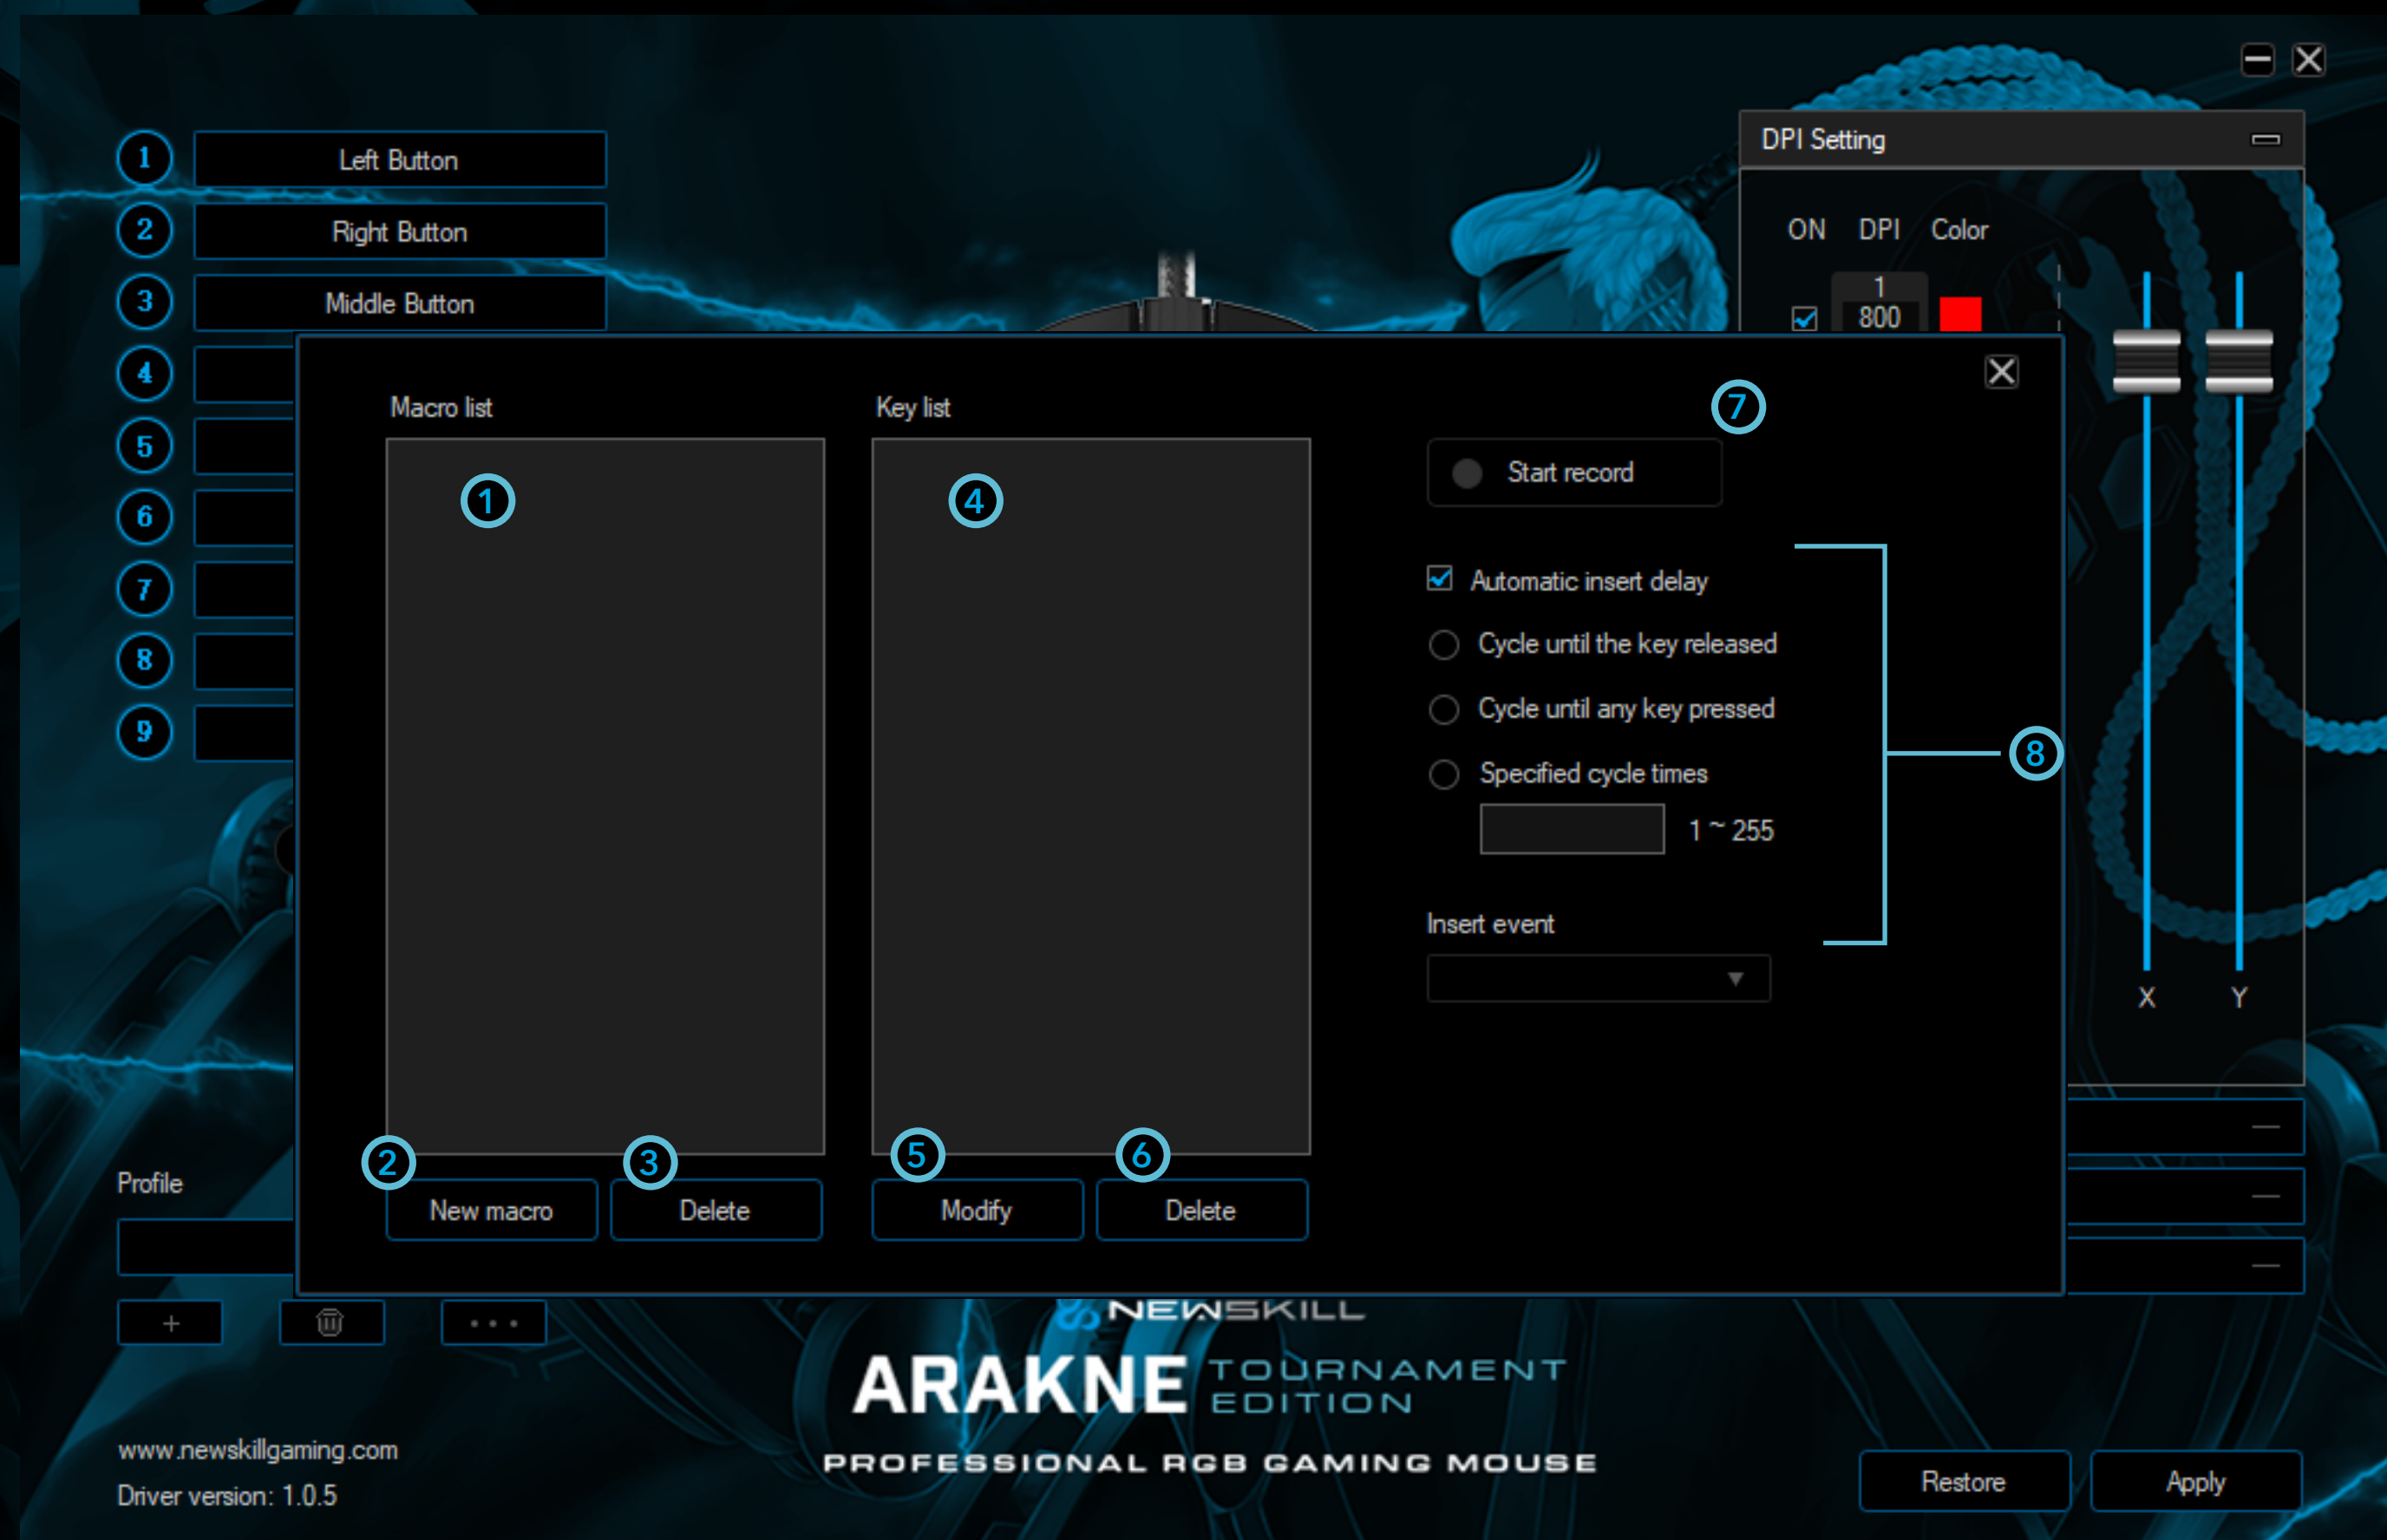 1 Left Button
2 Right Button
3 Middle Button
4
5
6
7
8
9
DPI Setting
ON DPI Color
1
800
X Y
Macro list
1
2 3
New macro Delete
Key list
4
5 6
Modify Delete
7
Start record
Automatic insert delay
Cycle until the key released
Cycle until any key pressed
Specified cycle times
1 ~ 255
8
Insert event
Profile
+ ...
NEWSKILL
ARAKNE TOURNAMENT
EDITION
PROFESSIONAL RGB GAMING MOUSE
www.newskillgaming.com
Driver version: 1.0.5
Restore Apply